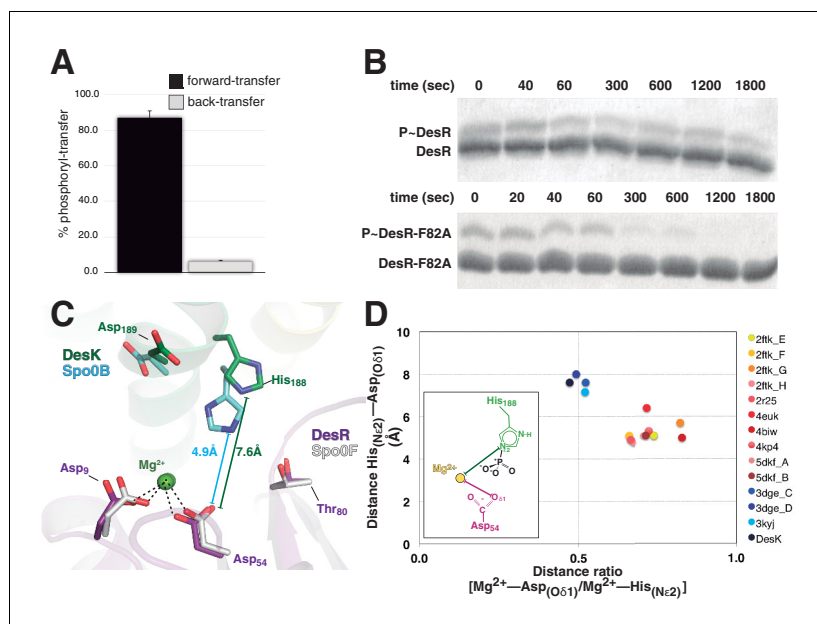 A
forward-transfer
back-transfer
% phosphoryl-transfer
100.0
80.0
60.0
40.0
20.0
0.0
B
time (sec) 0 40 60 300 600 1200 1800
P~DesR
DesR
time (sec) 0 20 40 60 300 600 1200 1800
P~DesR-F82A
DesR-F82A
C
Asp189
DesK
Spo0B
His188
DesR
Spo0F
4.9Å
7.6Å
Mg2+
Asp9
Thr80
Asp54
D
Distance His(Nε2)—Asp(Oδ1)
(Å)
10
8
6
4
2
0
0.0 0.5 1.0
Distance ratio
[Mg2+—Asp(Oδ1)/Mg2+—His(Nε2)]
His188
N-H
P
O
O
O
Mg2+
O
Oδ1
C
Asp54
2ftk_E
2ftk_F
2ftk_G
2ftk_H
2r25
4euk
4biw
4kp4
5dkf_A
5dkf_B
3dge_C
3dge_D
3kyj
DesK